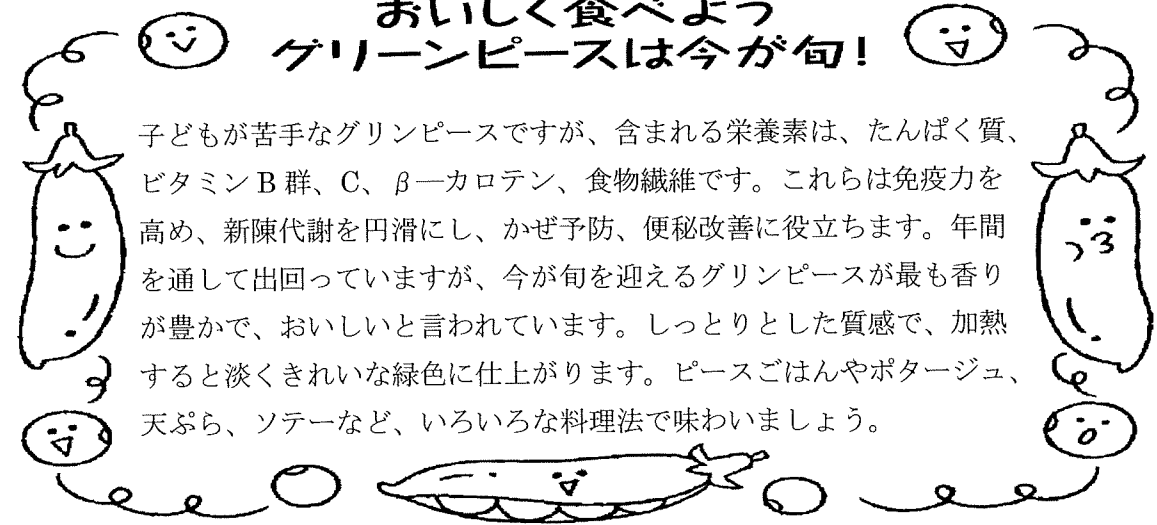 おいしく食べよう
グリーンピースは今が旬!
子どもが苦手なグリンピースですが、含まれる栄養素は、たんぱく質、
ビタミンB群、C、β―カロテン、食物繊維です。これらは免疫力を
高め、新陳代謝を円滑にし、かぜ予防、便秘改善に役立ちます。年間
を通して出回っていますが、今が旬を迎えるグリンピースが最も香り
が豊かで、おいしいと言われています。しっとりとした質感で、加熱
すると淡くきれいな緑色に仕上がります。ピースごはんやポタージュ、
天ぷら、ソテーなど、いろいろな料理法で味わいましょう。